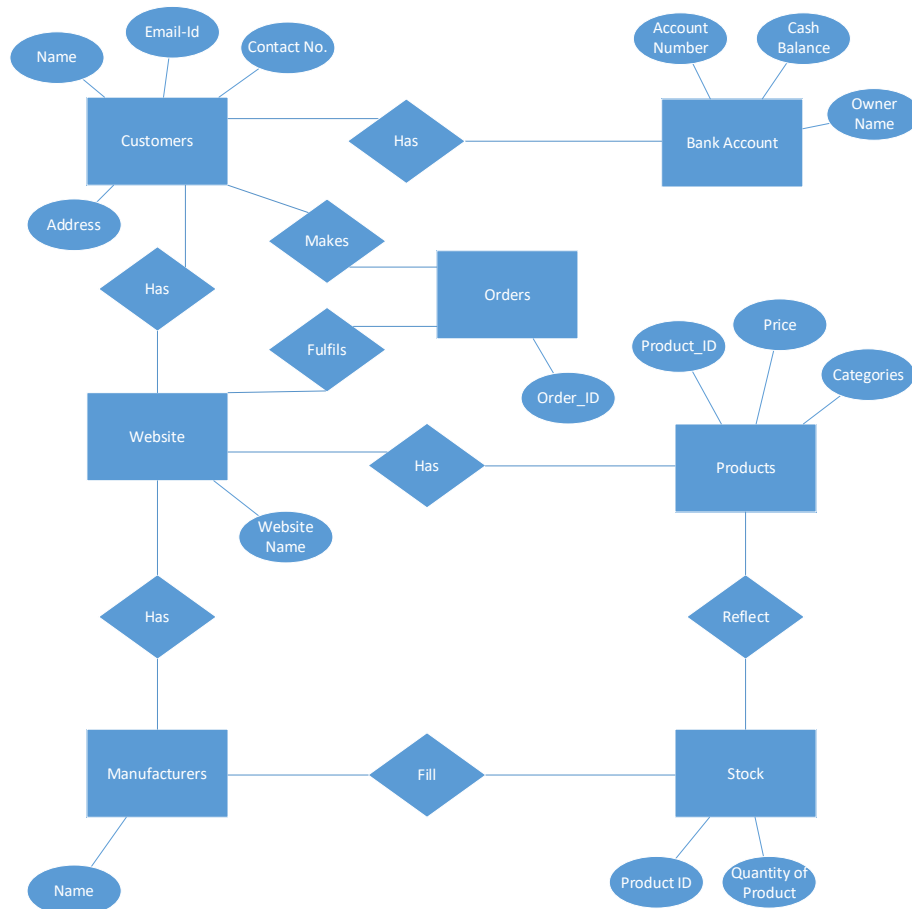 Email-Id
Account
Number
Cash
Balance
Name
Contact No.
Owner
Name
Customers
Has
Bank Account
Address
Makes
Has
Orders
Price
Fulfils
Product_ID
Categories
Order_ID
Website
Has
Products
Website
Name
Has
Reflect
Manufacturers
Fill
Stock
Name
Product ID
Quantity of
Product